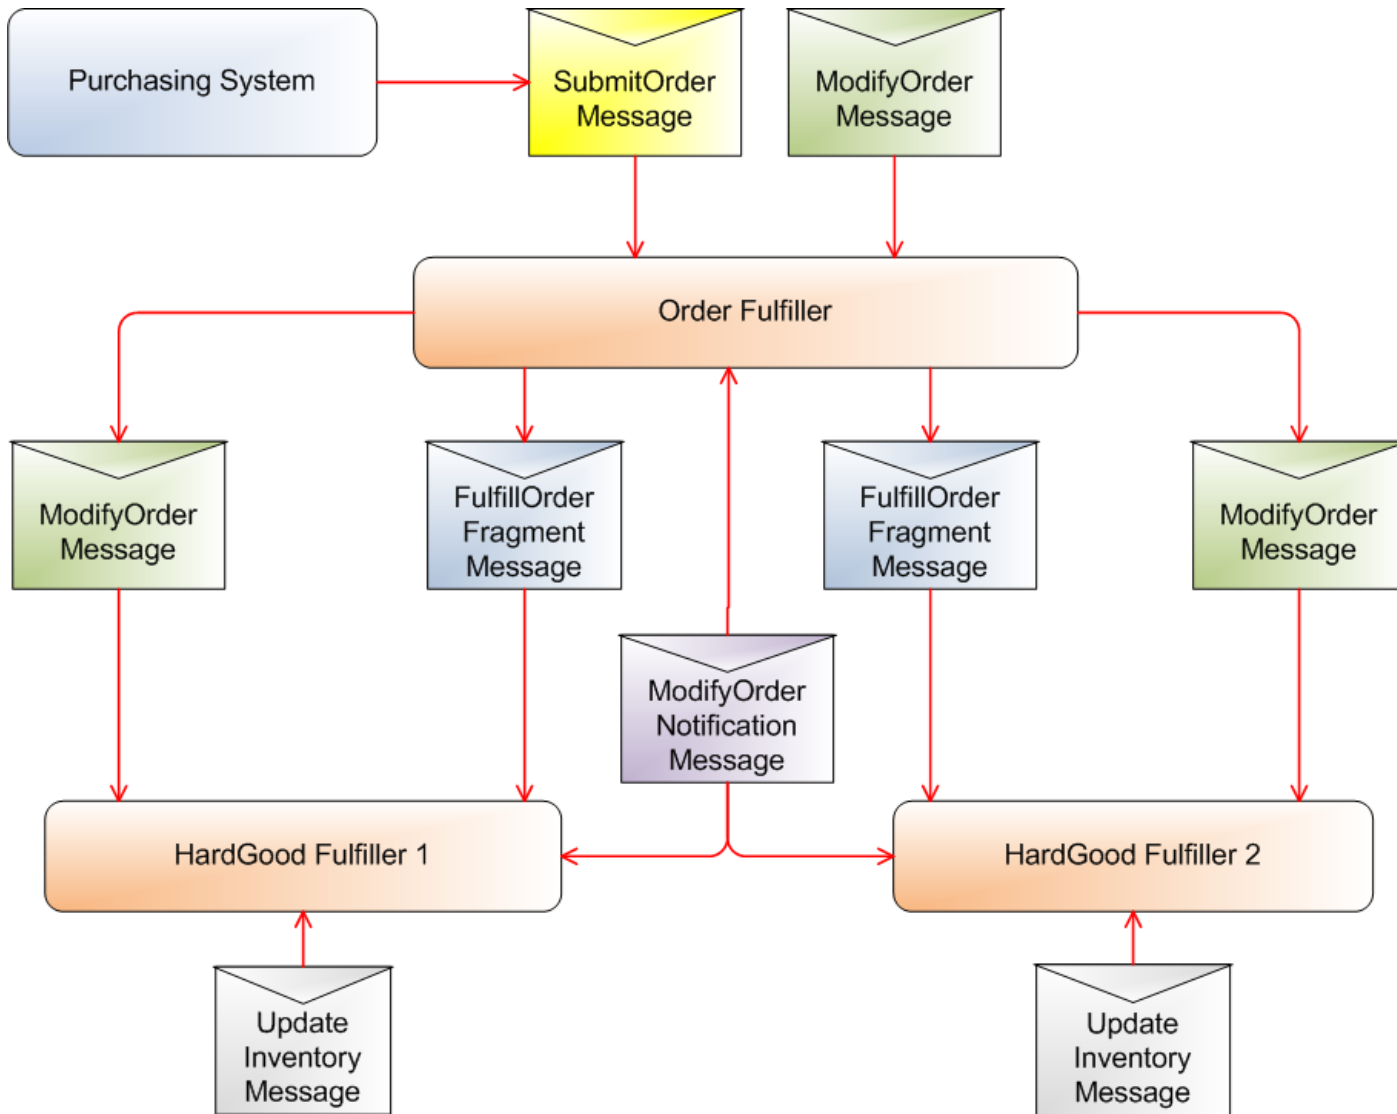 Purchasing System
SubmitOrder
Message
ModifyOrder
Message
Order Fulfiller
ModifyOrder
Message
FulfillOrder
Fragment
Message
FulfillOrder
Fragment
Message
ModifyOrder
Message
ModifyOrder
Notification
Message
HardGood Fulfiller 1
HardGood Fulfiller 2
Update
Inventory
Message
Update
Inventory
Message